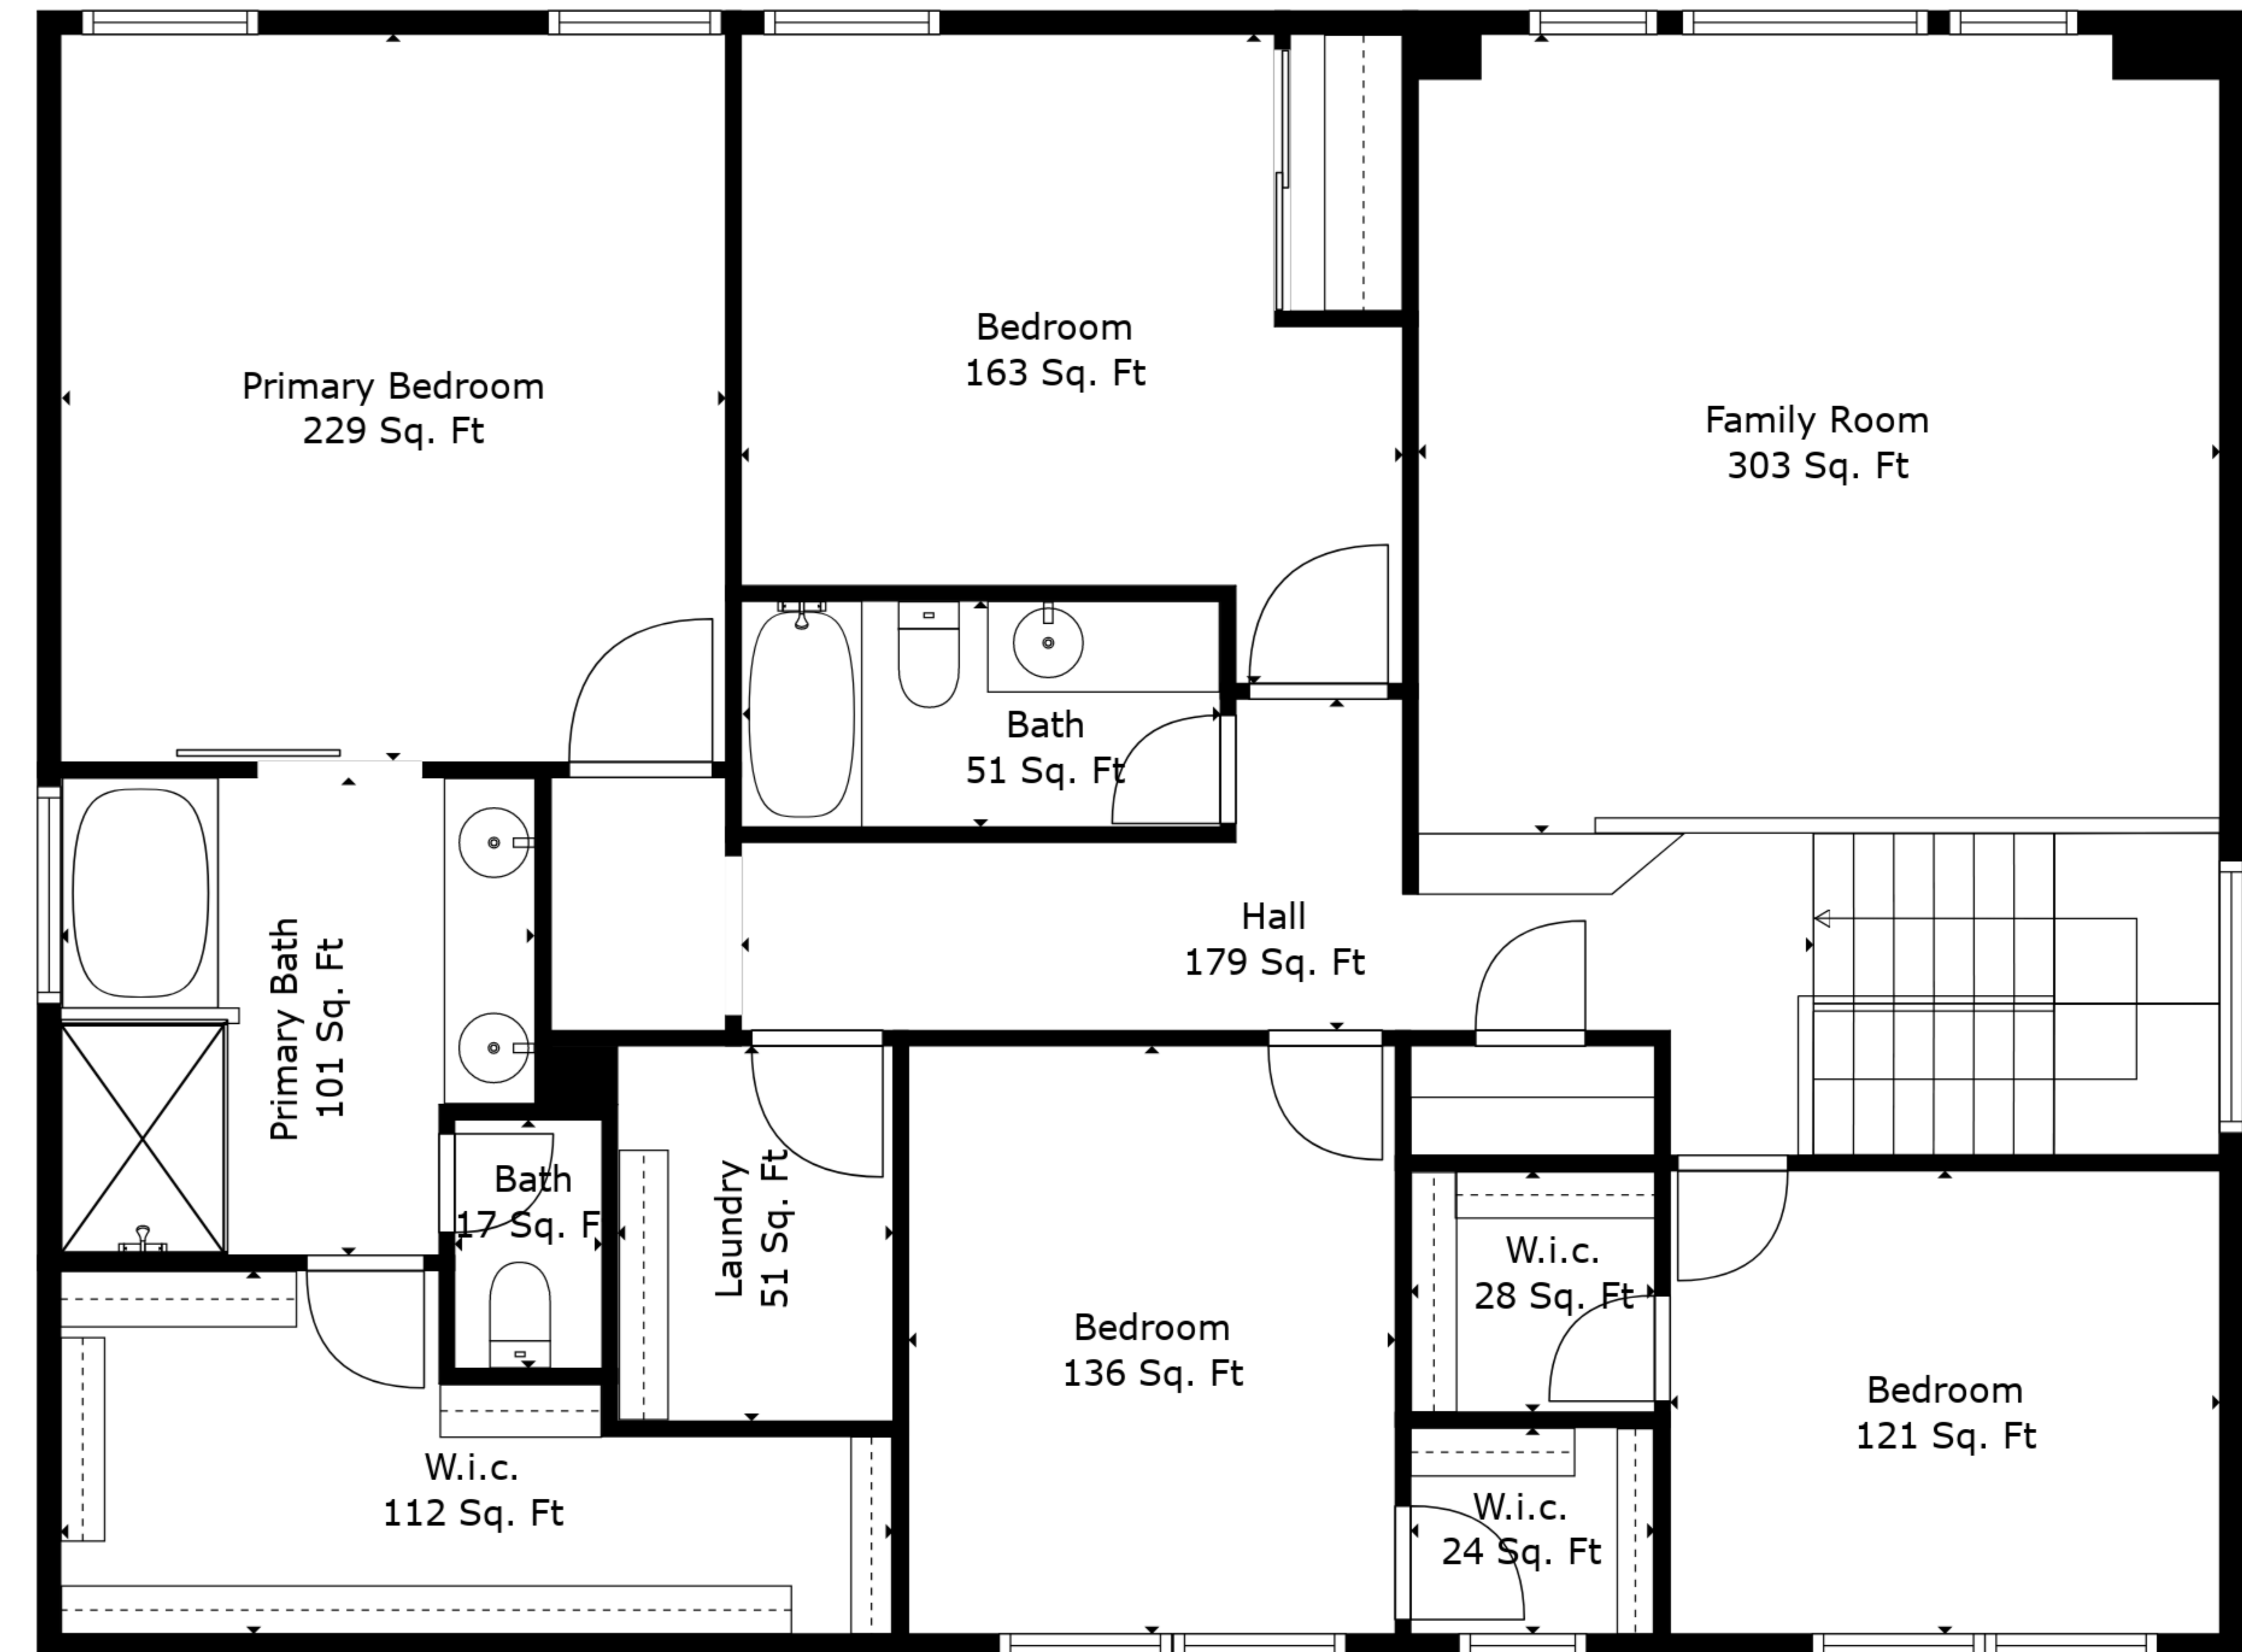 Bedroom
163 Sq. Ft
Primary Bedroom
229 Sq. Ft
Family Room
303 Sq. Ft
Bath
51 Sq. Ft
Hall
179 Sq. Ft
Primary Bath
101 Sq. Ft
Bath
17 Sq. F
Laundry
51 Sq. Ft
W.i.c.
28 Sq. Ft
Bedroom
136 Sq. Ft
Bedroom
121 Sq. Ft
W.i.c.
112 Sq. Ft
W.i.c.
24 Sq. Ft